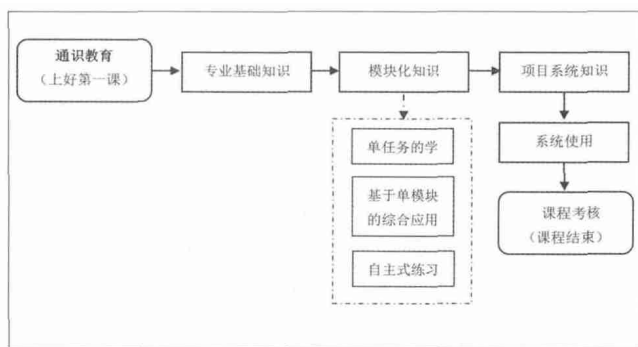 通识教育
（上好第一课）
专业基础知识
模块化知识
项目系统知识
单任务的学
基于单模块
的综合应用
自主式练习
系统使用
课程考核
（课程结束）